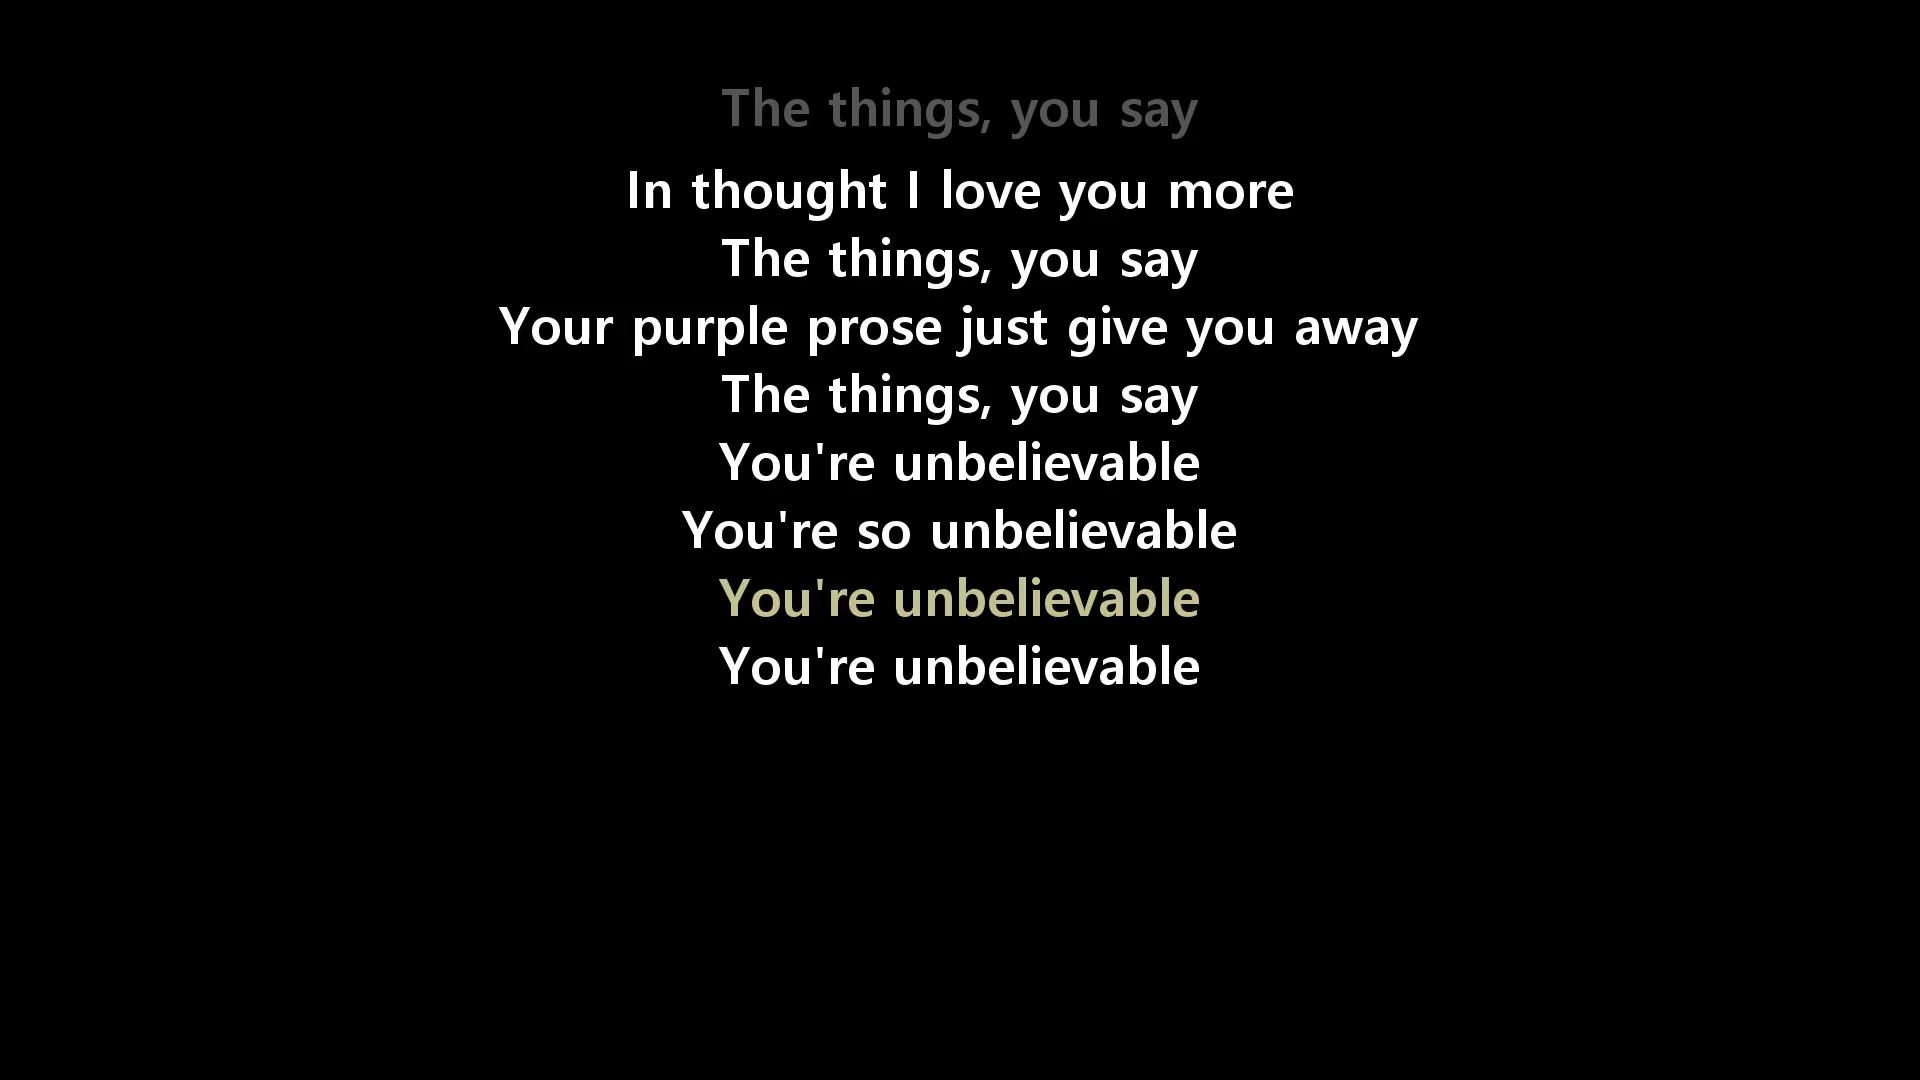 The things, you say
In thought I love you more
The things, you say
Your purple prose just give you away
The things, you say
You're unbelievable
You're so unbelievable
You're unbelievable
You're unbelievable